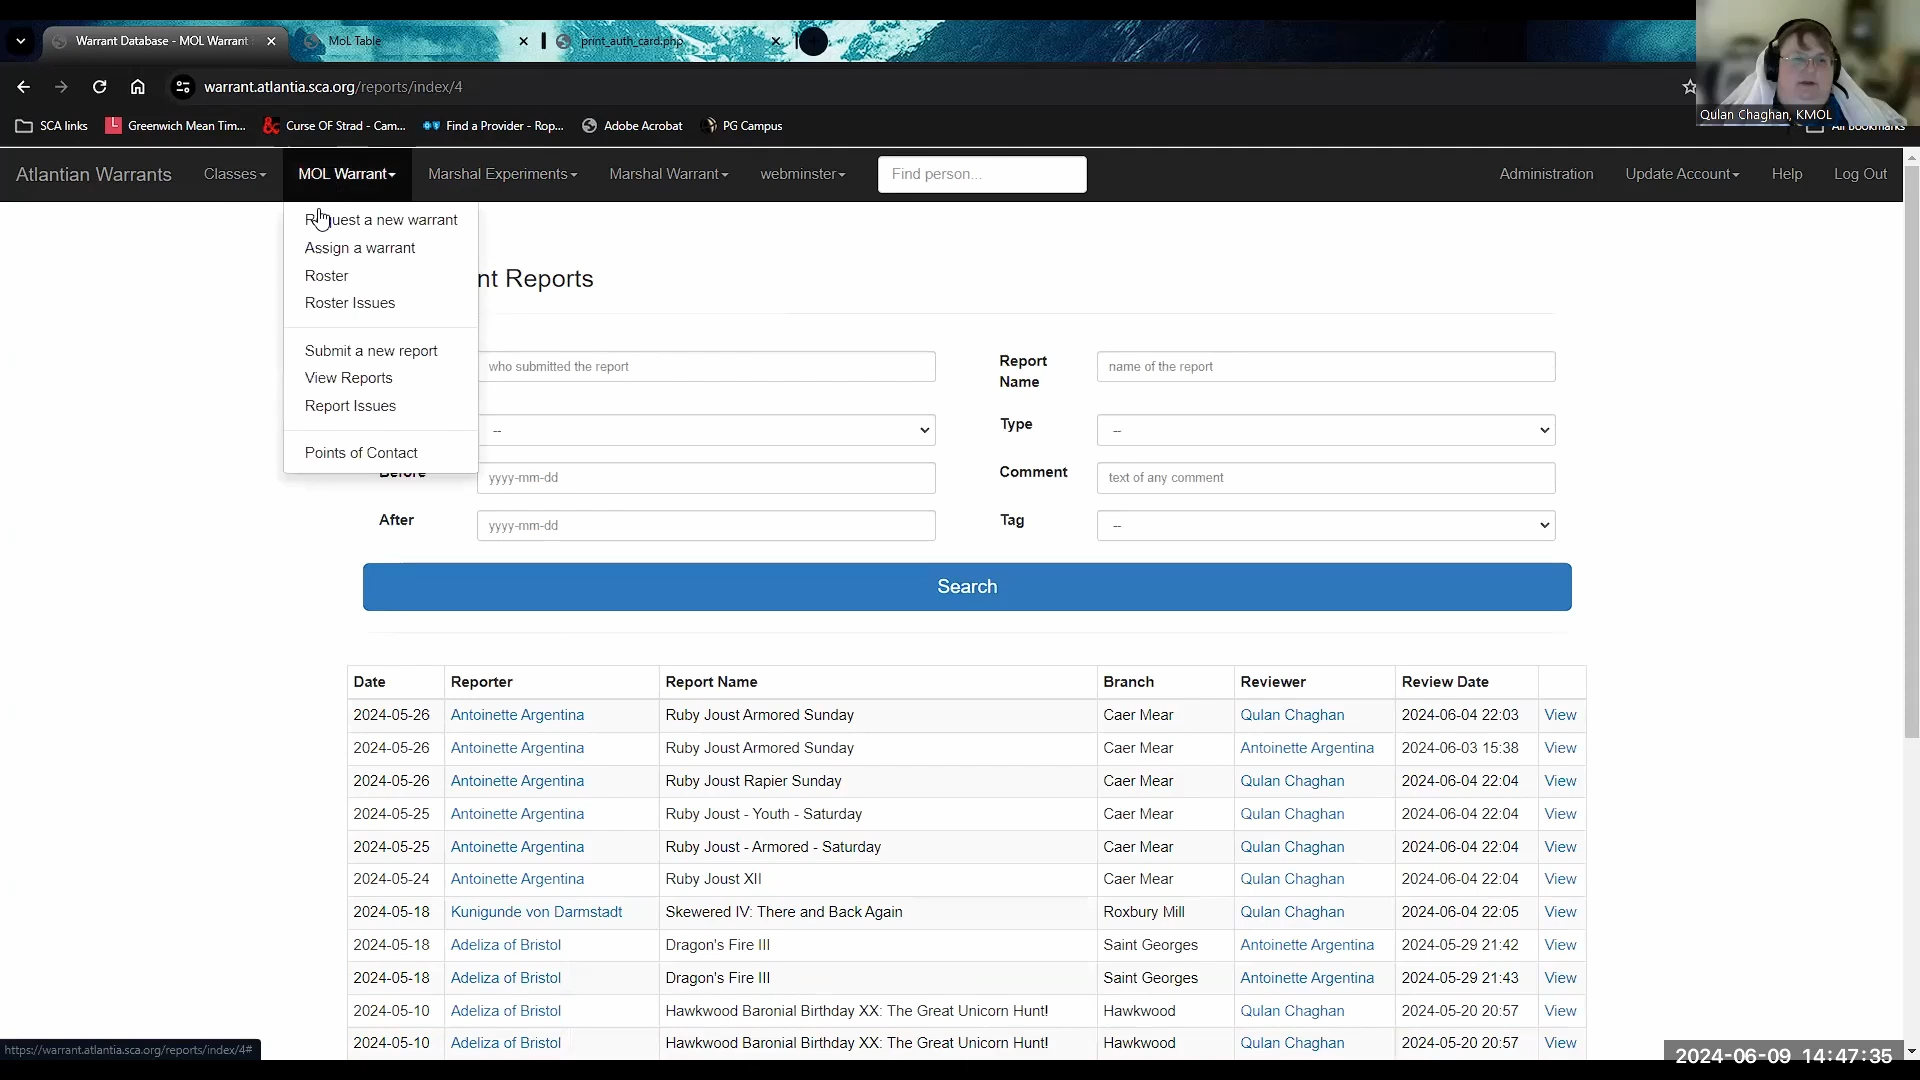 Warrant Database - MOL Warrant
MoL Table
print_auth_card.php
warrant.atlantia.sca.org/reports/index/4
SCA links
Greenwich Mean Tim...
Curse OF Strad - Cam...
Find a Provider - Rop...
Adobe Acrobat
PG Campus
All Bookmarks
Qulan Chaghan, KMOL
Atlantian Warrants
Classes
MOL Warrant
Marshal Experiments
Marshal Warrant
webminster
Find person...
Administration
Update Account
Help
Log Out
Request a new warrant
Assign a warrant
Roster
Roster Issues
Submit a new report
View Reports
Report Issues
Points of Contact
nt Reports
who submitted the report
Report
Name
name of the report
--
Type
--
Before
yyyy-mm-dd
Comment
text of any comment
After
yyyy-mm-dd
Tag
--
Search
Date Reporter Report Name Branch Reviewer Review Date
2024-05-26 Antoinette Argentina Ruby Joust Armored Sunday Caer Mear Qulan Chaghan 2024-06-04 22:03 View
2024-05-26 Antoinette Argentina Ruby Joust Armored Sunday Caer Mear Antoinette Argentina 2024-06-03 15:38 View
2024-05-26 Antoinette Argentina Ruby Joust Rapier Sunday Caer Mear Qulan Chaghan 2024-06-04 22:04 View
2024-05-25 Antoinette Argentina Ruby Joust - Youth - Saturday Caer Mear Qulan Chaghan 2024-06-04 22:04 View
2024-05-25 Antoinette Argentina Ruby Joust - Armored - Saturday Caer Mear Qulan Chaghan 2024-06-04 22:04 View
2024-05-24 Antoinette Argentina Ruby Joust XII Caer Mear Qulan Chaghan 2024-06-04 22:04 View
2024-05-18 Kunigunde von Darmstadt Skewered IV: There and Back Again Roxbury Mill Qulan Chaghan 2024-06-04 22:05 View
2024-05-18 Adeliza of Bristol Dragon's Fire III Saint Georges Antoinette Argentina 2024-05-29 21:42 View
2024-05-18 Adeliza of Bristol Dragon's Fire III Saint Georges Antoinette Argentina 2024-05-29 21:43 View
2024-05-10 Adeliza of Bristol Hawkwood Baronial Birthday XX: The Great Unicorn Hunt! Hawkwood Qulan Chaghan 2024-05-20 20:57 View
2024-05-10 Adeliza of Bristol Hawkwood Baronial Birthday XX: The Great Unicorn Hunt! Hawkwood Qulan Chaghan 2024-05-20 20:57 View
https://warrant.atlantia.sca.org/reports/index/4#
2024-06-09 14:47:35